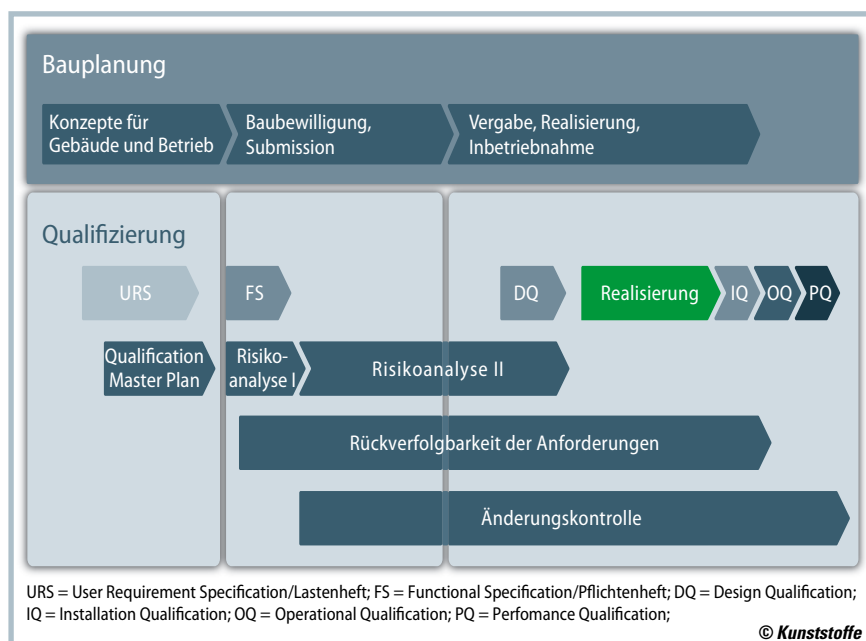 Bauplanung
Konzepte für
Gebäude und Betrieb
Baubewilligung,
Submission
Vergabe, Realisierung,
Inbetriebnahme
Qualifizierung
URS
FS
DQ
Realisierung
IQ
OQ
PQ
Qualification
Master Plan
Risiko-
analyse I
Risikoanalyse II
Rückverfolgbarkeit der Anforderungen
Änderungskontrolle
URS = User Requirement Specification/Lastenheft; FS = Functional Specification/Pflichtenheft; DQ = Design Qualification;
IQ = Installation Qualification; OQ = Operational Qualification; PQ = Perfomance Qualification;
© Kunststoffe